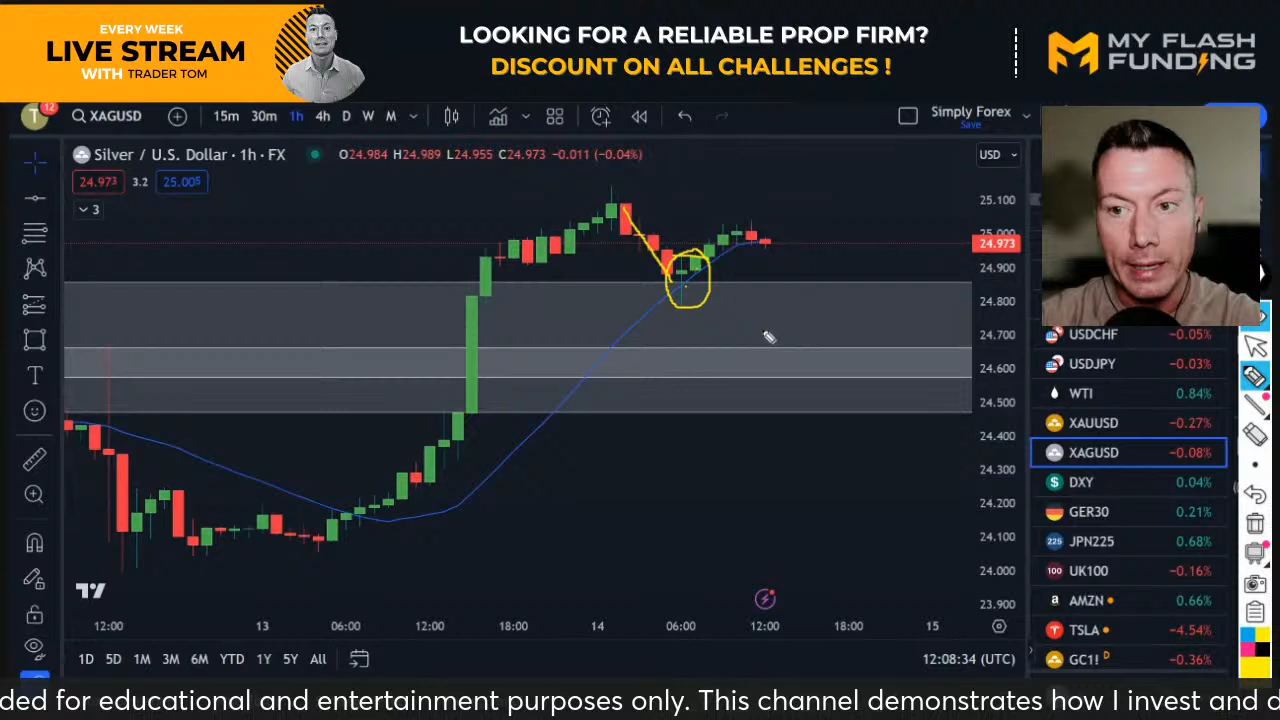 EVERY WEEK
LIVE STREAM
WITH TRADER TOM
LOOKING FOR A RELIABLE PROP FIRM?
DISCOUNT ON ALL CHALLENGES !
MY FLASH
FUNDING
T
12
XAGUSD
15m 30m 1h 4h D W M
Simply Forex
Save
Silver / U.S. Dollar · 1h · FX
O24.984 H24.989 L24.955 C24.973 −0.011 (−0.04%)
USD
24.973 3.2 25.005
3
25.100
25.000
24.973
24.900
24.800
24.700
24.600
24.500
24.400
24.300
24.200
24.100
24.000
23.900
USDCHF −0.05%
USDJPY −0.03%
WTI 0.84%
XAUUSD −0.27%
XAGUSD −0.08%
$ DXY 0.04%
GER30 0.21%
225 JPN225 0.68%
100 UK100 −0.16%
a AMZN 0.66%
TSLA −4.54%
GC1! D −0.36%
12:00 13 06:00 12:00 18:00 14 06:00 12:00 18:00 15
1D 5D 1M 3M 6M YTD 1Y 5Y All
12:08:34 (UTC)
ded for educational and entertainment purposes only. This channel demonstrates how I invest and